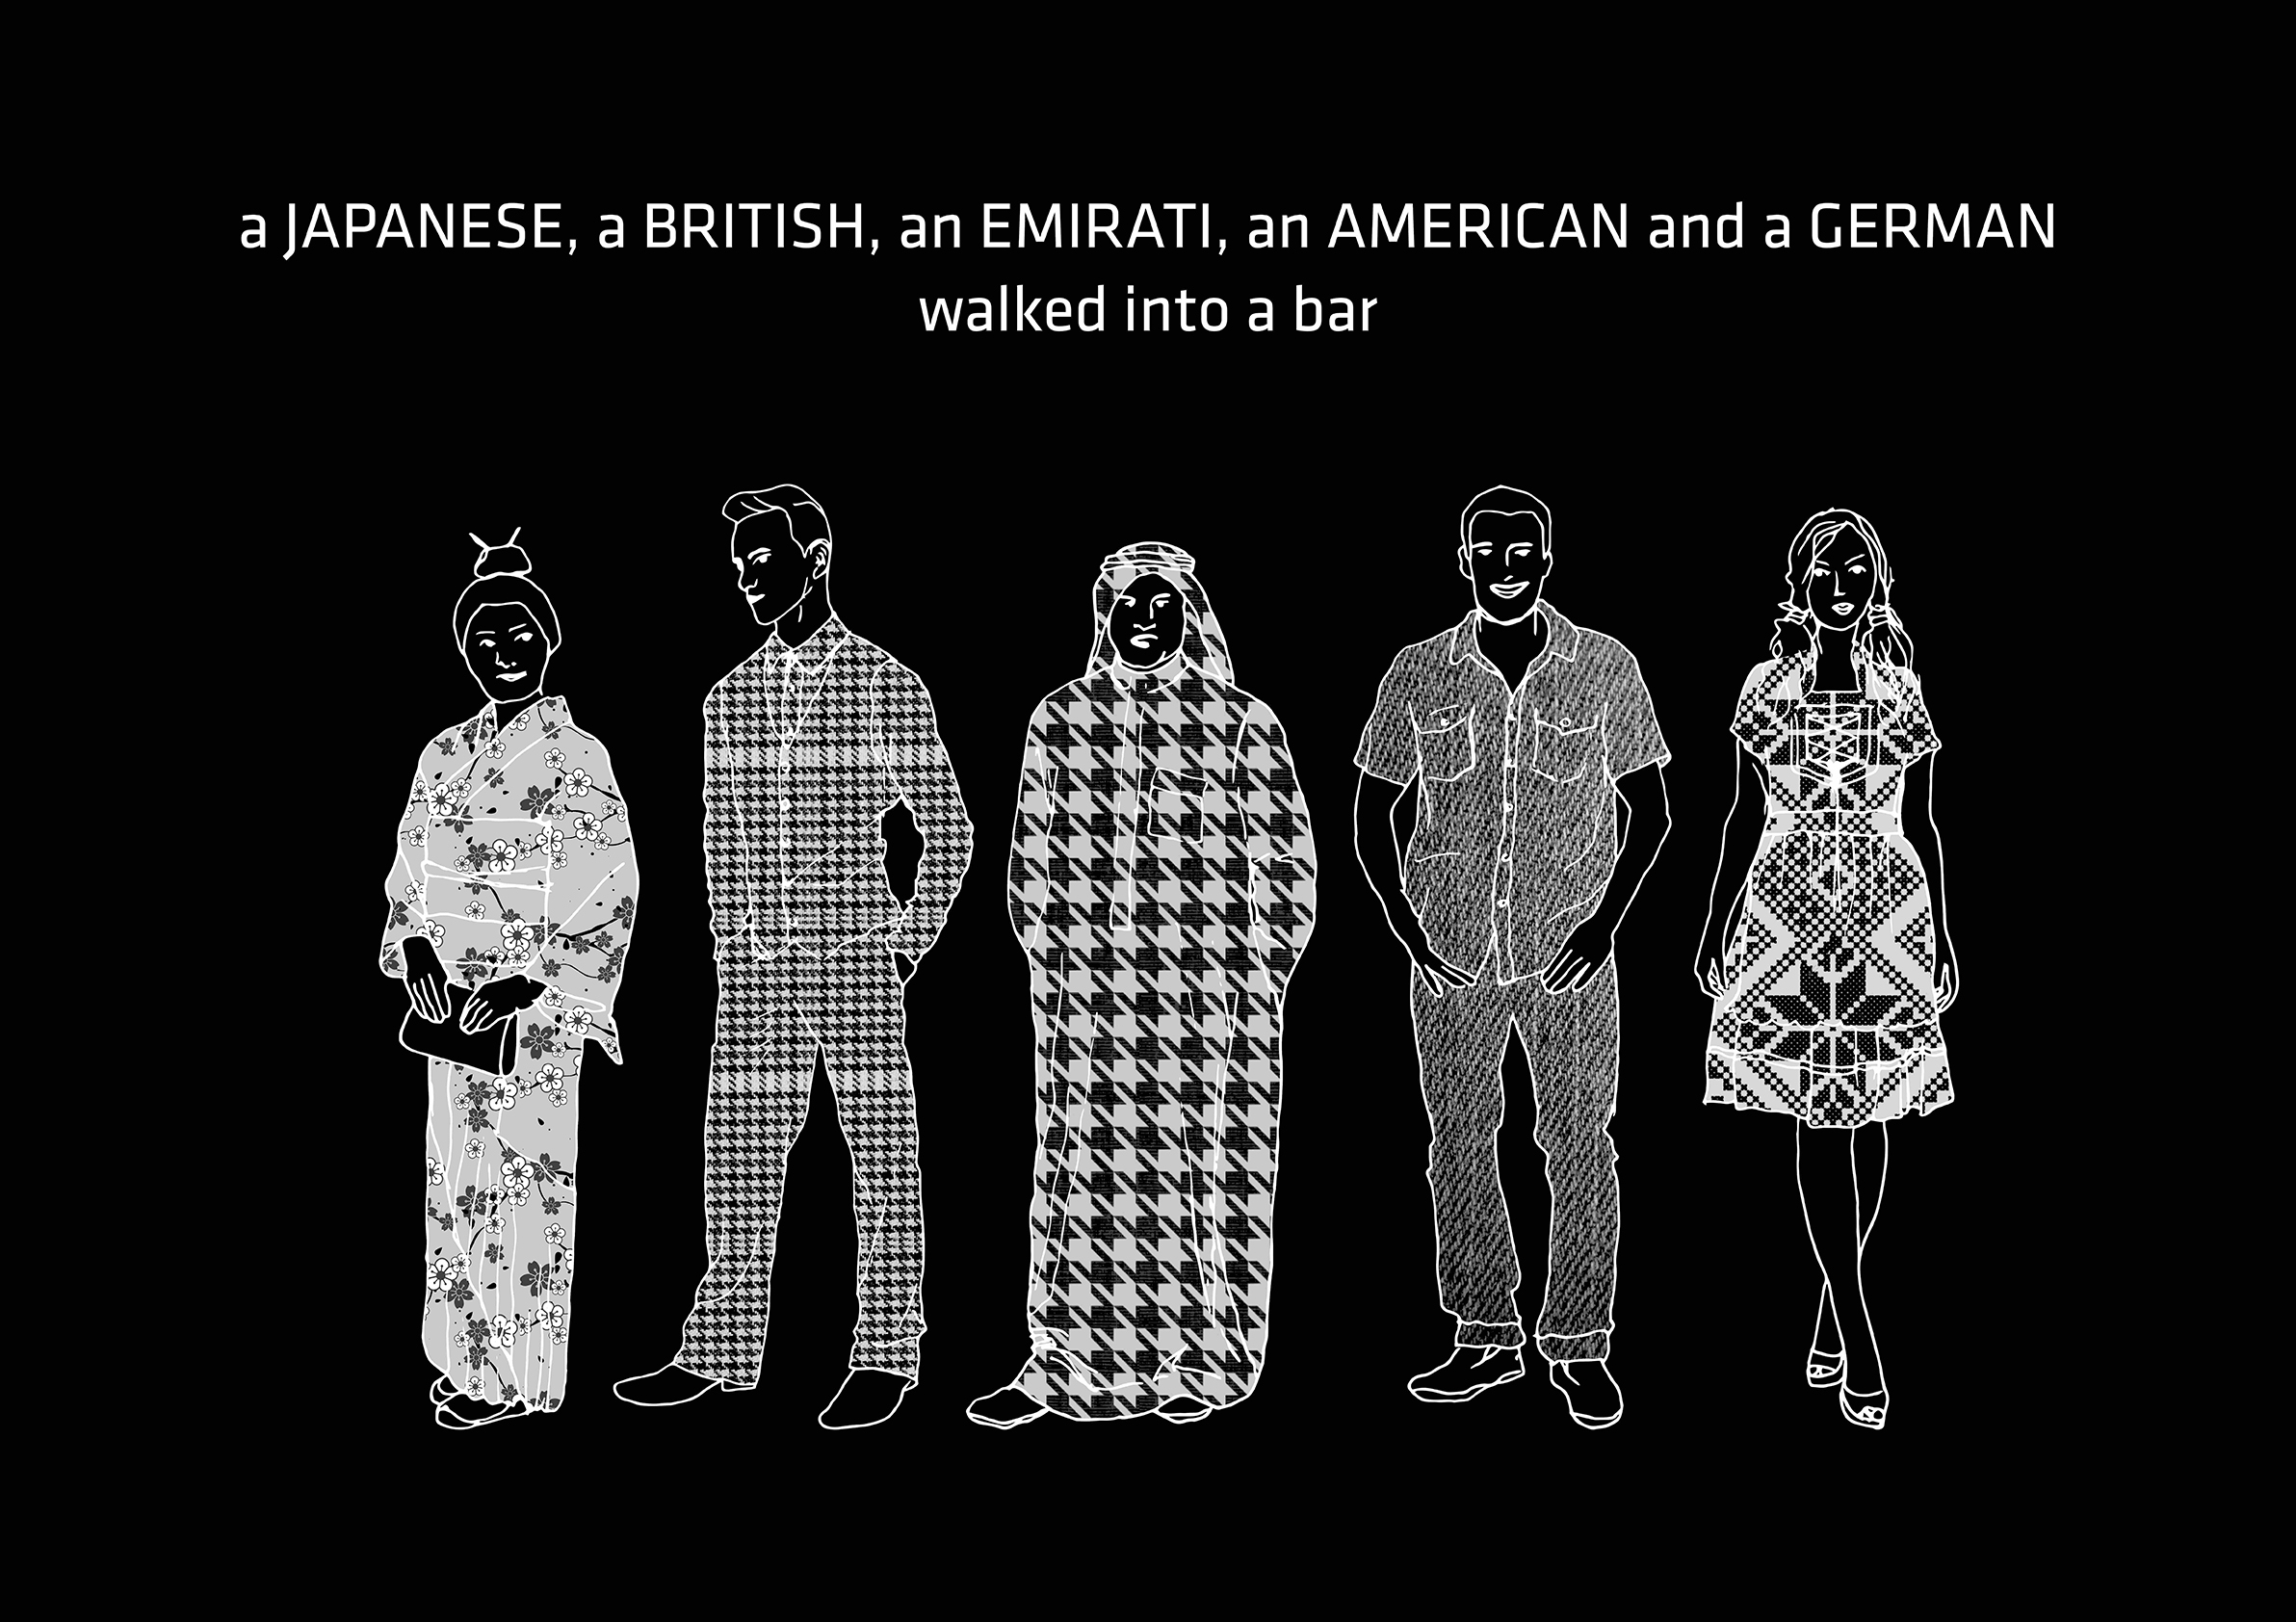 a JAPANESE, a BRITISH, an EMIRATI, an AMERICAN and a GERMAN
walked into a bar